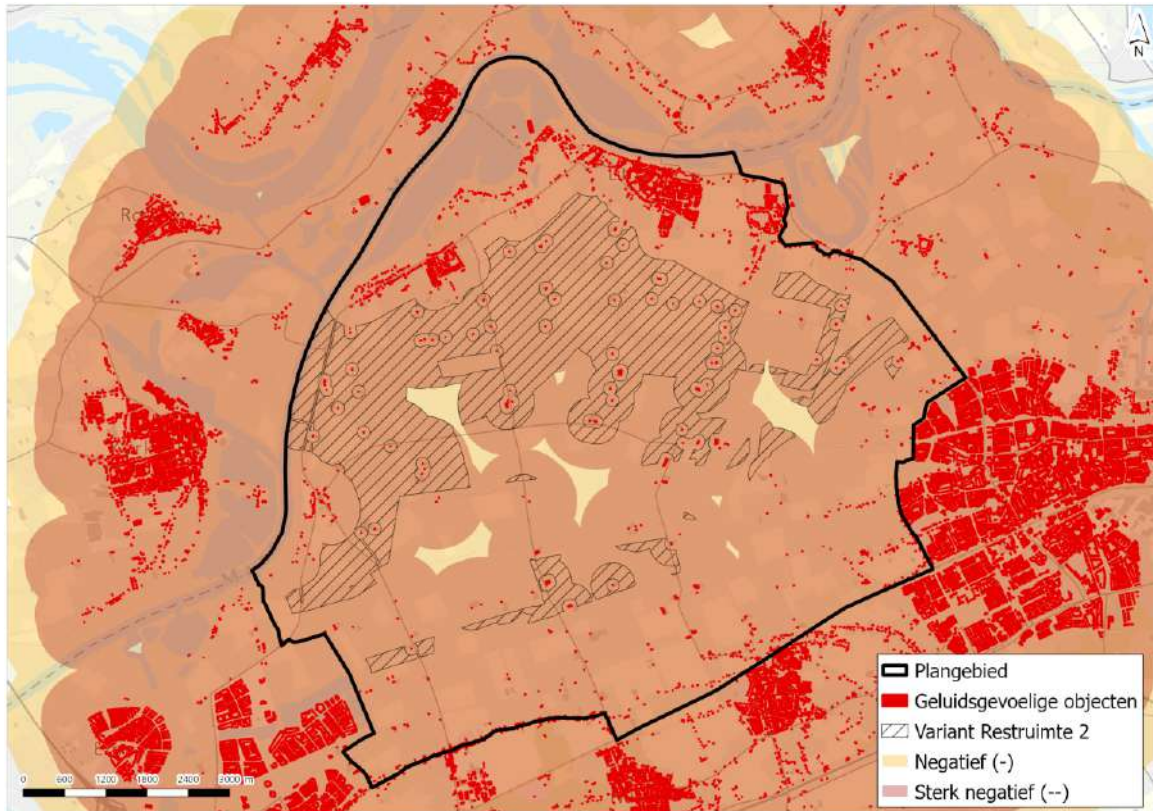 N
Plangebied
Geluidsgevoelige objecten
Variant Restruimte 2
Negatief (-)
Sterk negatief (--)
0 600 1200 1800 2400 3000 m